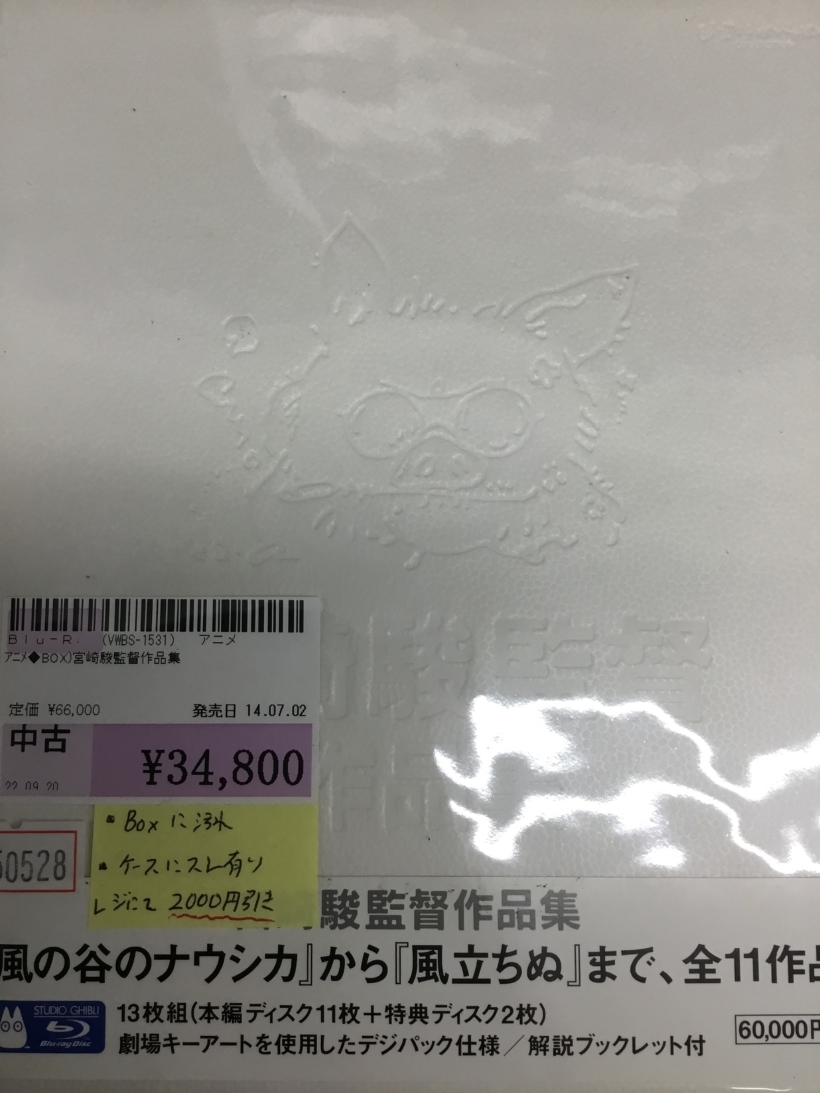 駿監督
Blu-R. (VWBS-1531) アニメ
アニメ◆BOX)宮崎駿監督作品集
定価 ¥66,000 発売日 14.07.02
中古 ¥34,800
22.09.20
50528
▪ Boxに汚れ
▪ ケースにスレ有り
レジにて 2000円引き
駿監督作品集
風の谷のナウシカ』から『風立ちぬ』まで、全11作品
STUDIO GHIBLI
Blu-ray Disc
13枚組(本編ディスク11枚+特典ディスク2枚)
劇場キーアートを使用したデジパック仕様/解説ブックレット付
60,000円